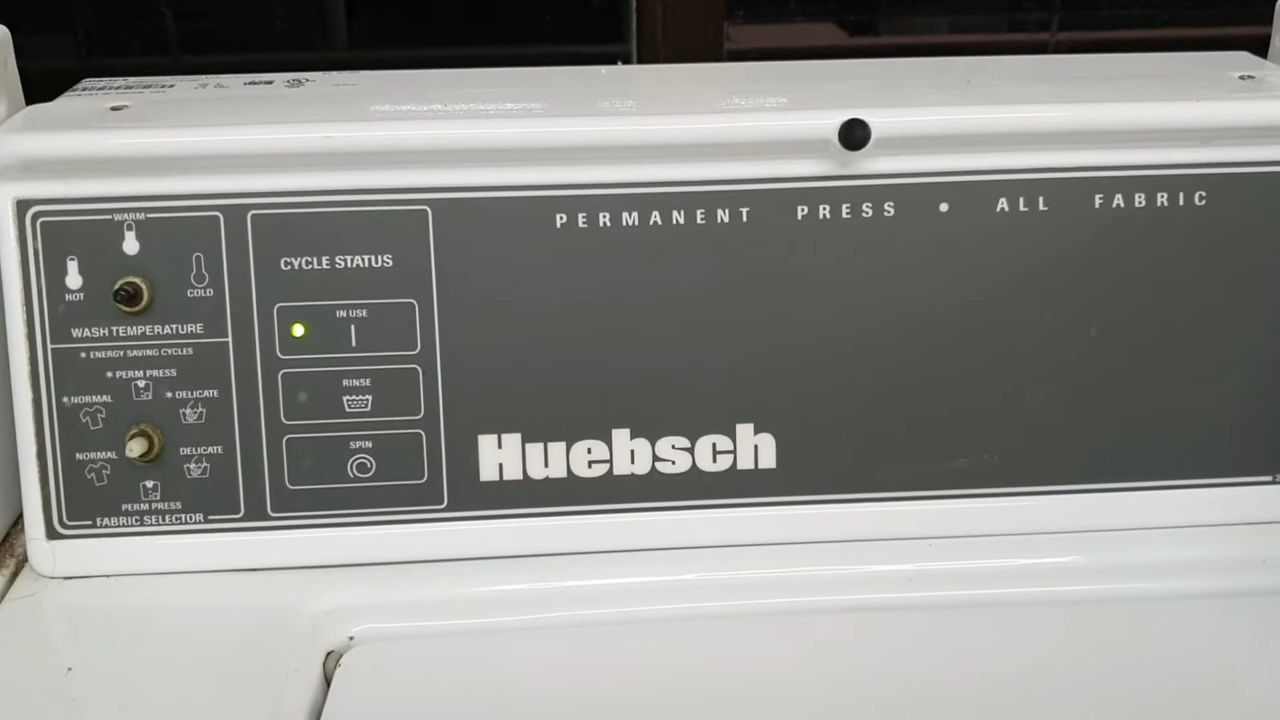 PERMANENT PRESS • ALL FABRIC
WARM
HOT
COLD
WASH TEMPERATURE
* ENERGY SAVING CYCLES
* PERM PRESS
* NORMAL
* DELICATE
NORMAL
DELICATE
PERM PRESS
FABRIC SELECTOR
CYCLE STATUS
IN USE
RINSE
SPIN
Huebsch